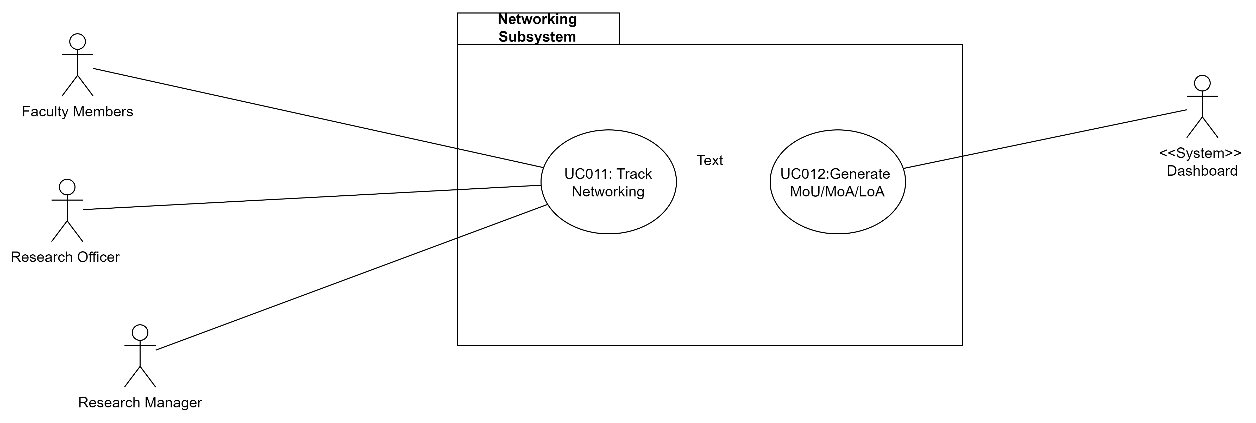 Networking
Subsystem
Faculty Members
UC011: Track
Networking
Text
UC012:Generate
MoU/MoA/LoA
<<System>>
Dashboard
Research Officer
Research Manager